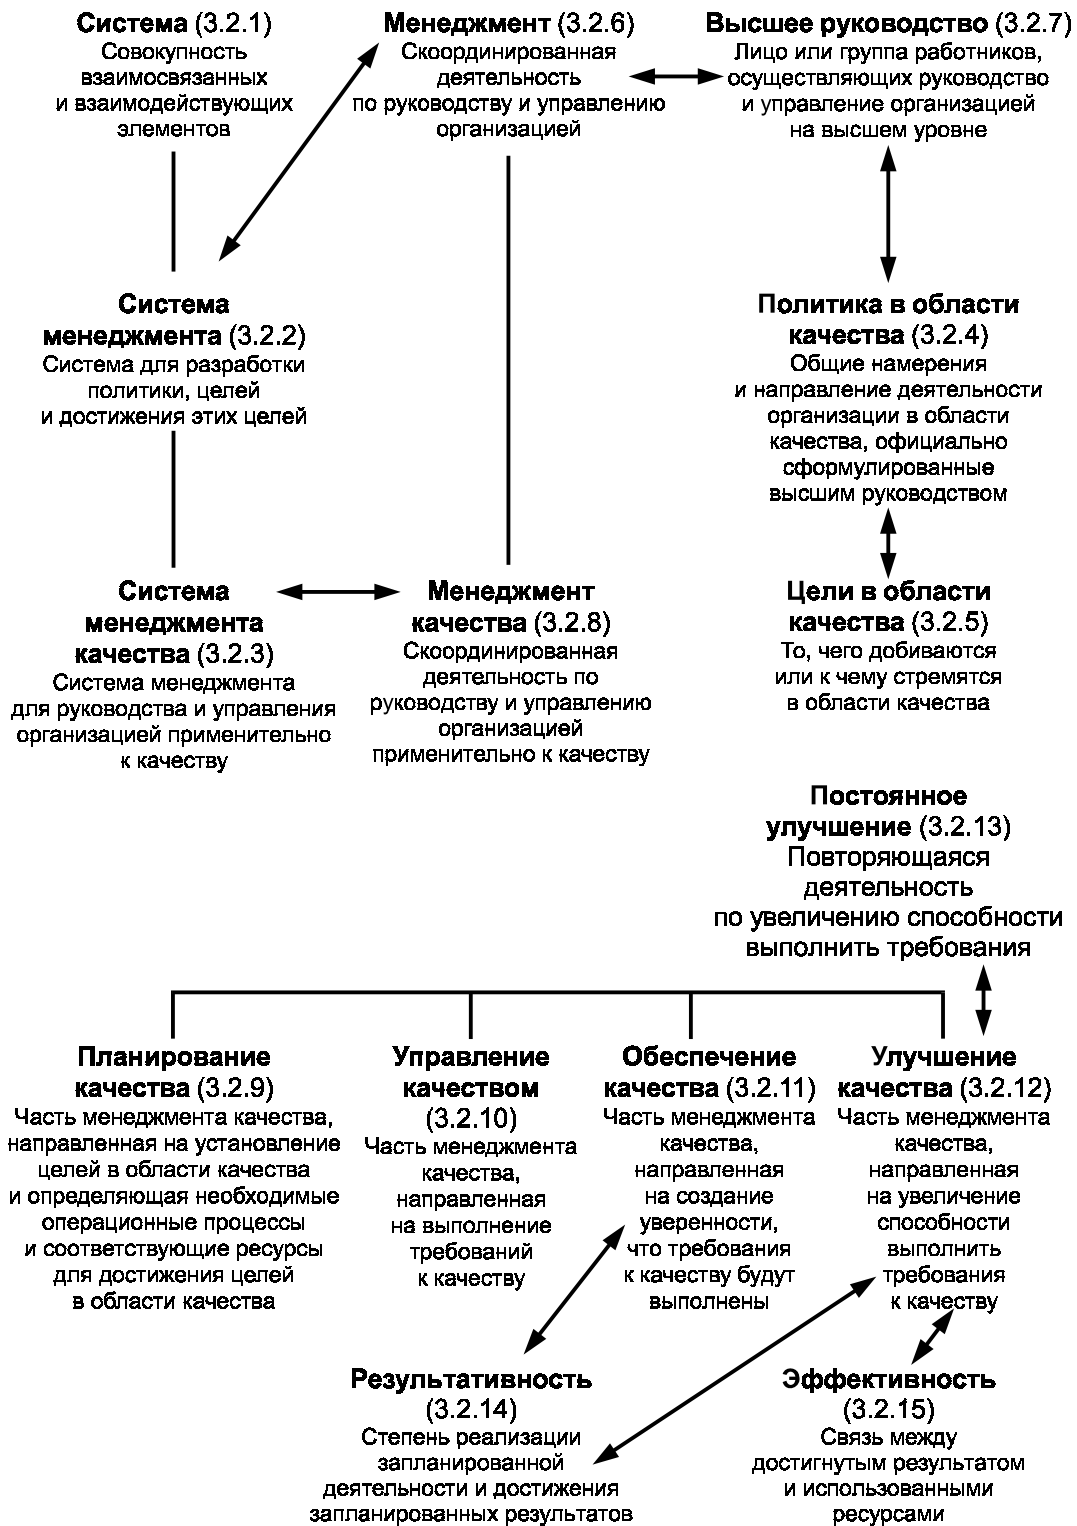 Система (3.2.1)
Совокупность
взаимосвязанных
и взаимодействующих
элементов
Менеджмент (3.2.6)
Скоординированная
деятельность
по руководству и управлению
организацией
Высшее руководство (3.2.7)
Лицо или группа работников,
осуществляющих руководство
и управление организацией
на высшем уровне
Система
менеджмента (3.2.2)
Система для разработки
политики, целей
и достижения этих целей
Политика в области
качества (3.2.4)
Общие намерения
и направление деятельности
организации в области
качества, официально
сформулированные
высшим руководством
Система
менеджмента
качества (3.2.3)
Система менеджмента
для руководства и управления
организацией применительно
к качеству
Менеджмент
качества (3.2.8)
Скоординированная
деятельность по
руководству и управлению
организацией
применительно к качеству
Цели в области
качества (3.2.5)
То, чего добиваются
или к чему стремятся
в области качества
Постоянное
улучшение (3.2.13)
Повторяющаяся
деятельность
по увеличению способности
выполнить требования
Планирование
качества (3.2.9)
Часть менеджмента качества,
направленная на установление
целей в области качества
и определяющая необходимые
операционные процессы
и соответствующие ресурсы
для достижения целей
в области качества
Управление
качеством
(3.2.10)
Часть менеджмента
качества,
направленная
на выполнение
требований
к качеству
Обеспечение
качества (3.2.11)
Часть менеджмента
качества,
направленная
на создание
уверенности,
что требования
к качеству будут
выполнены
Улучшение
качества (3.2.12)
Часть менеджмента
качества,
направленная
на увеличение
способности
выполнить
требования
к качеству
Результативность
(3.2.14)
Степень реализации
запланированной
деятельности и достижения
запланированных результатов
Эффективность
(3.2.15)
Связь между
достигнутым результатом
и использованными
ресурсами